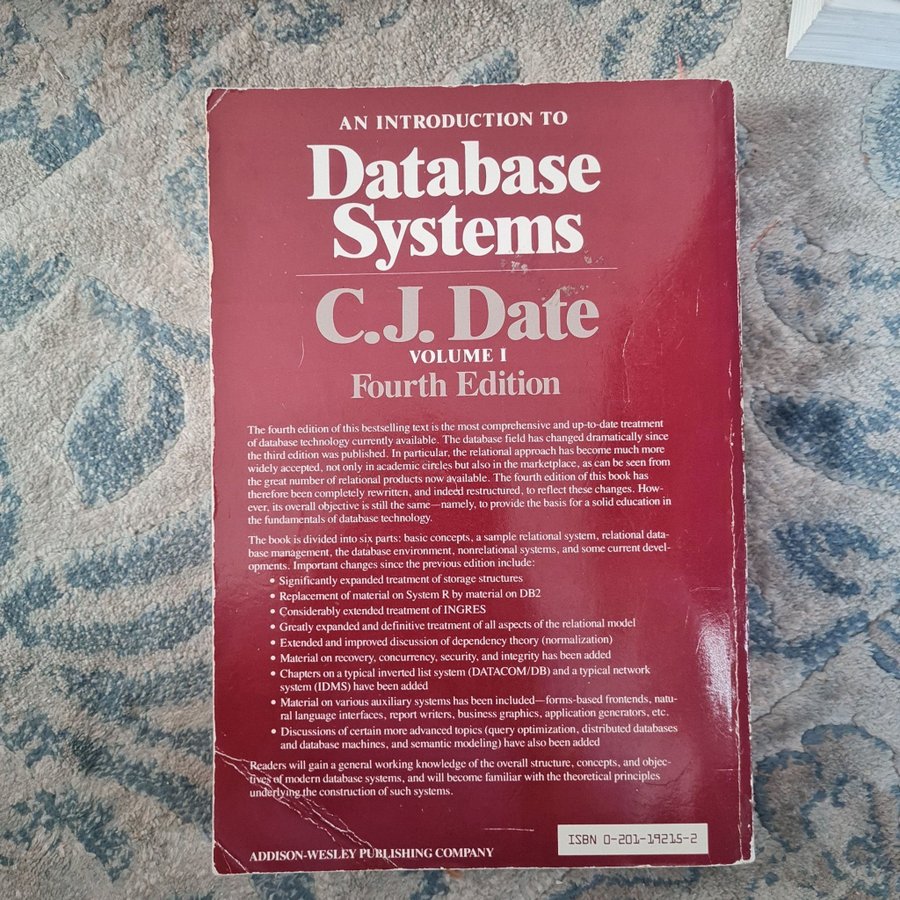 AN INTRODUCTION TO
Database
Systems
C.J. Date
VOLUME I
Fourth Edition
The fourth edition of this bestselling text is the most comprehensive and up-to-date treatment
of database technology currently available. The database field has changed dramatically since
the third edition was published. In particular, the relational approach has become much more
widely accepted, not only in academic circles but also in the marketplace, as can be seen from
the great number of relational products now available. The fourth edition of this book has
therefore been completely rewritten, and indeed restructured, to reflect these changes. How-
ever, its overall objective is still the same—namely, to provide the basis for a solid education in
the fundamentals of database technology.
The book is divided into six parts: basic concepts, a sample relational system, relational data-
base management, the database environment, nonrelational systems, and some current devel-
opments. Important changes since the previous edition include:
• Significantly expanded treatment of storage structures
• Replacement of material on System R by material on DB2
• Considerably extended treatment of INGRES
• Greatly expanded and definitive treatment of all aspects of the relational model
• Extended and improved discussion of dependency theory (normalization)
• Material on recovery, concurrency, security, and integrity has been added
• Chapters on a typical inverted list system (DATACOM/DB) and a typical network
system (IDMS) have been added
• Material on various auxiliary systems has been included—forms-based frontends, natu-
ral language interfaces, report writers, business graphics, application generators, etc.
• Discussions of certain more advanced topics (query optimization, distributed databases
and database machines, and semantic modeling) have also been added
Readers will gain a general working knowledge of the overall structure, concepts, and objec-
tives of modern database systems, and will become familiar with the theoretical principles
underlying the construction of such systems.
ISBN 0-201-19215-2
ADDISON-WESLEY PUBLISHING COMPANY